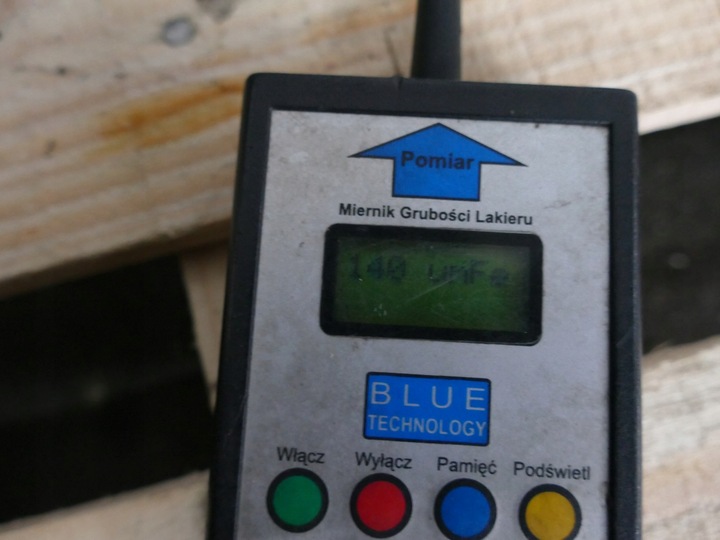 Pomiar
Miernik Grubości Lakieru
140 umFe
BLUE
TECHNOLOGY
Włącz Wyłącz Pamięć Podświetl